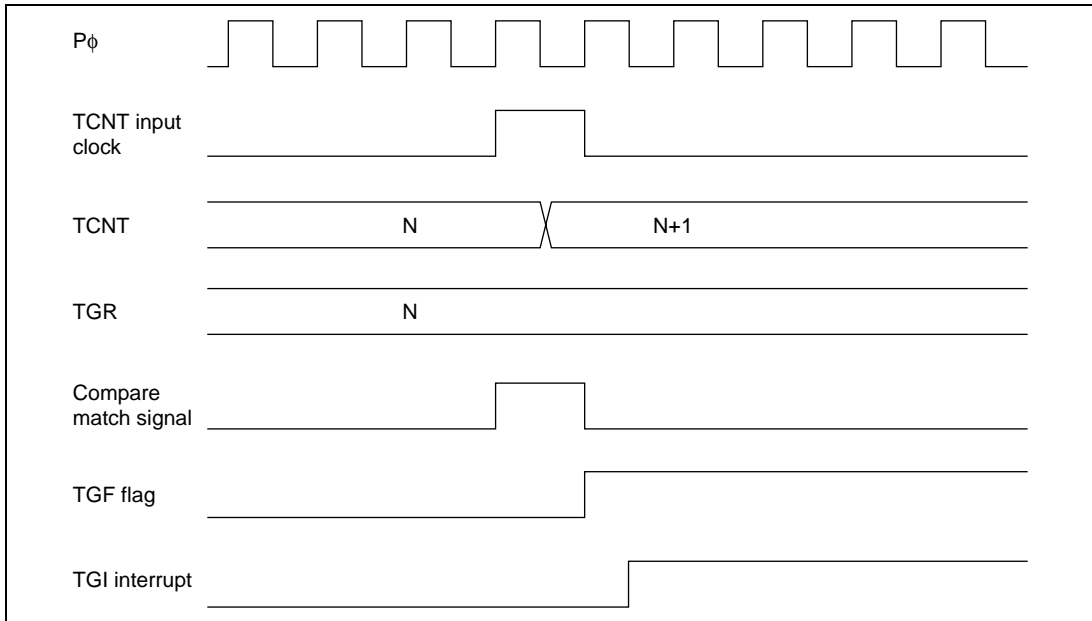 Pϕ
TCNT input
clock
TCNT
N
N+1
TGR
N
Compare
match signal
TGF flag
TGI interrupt